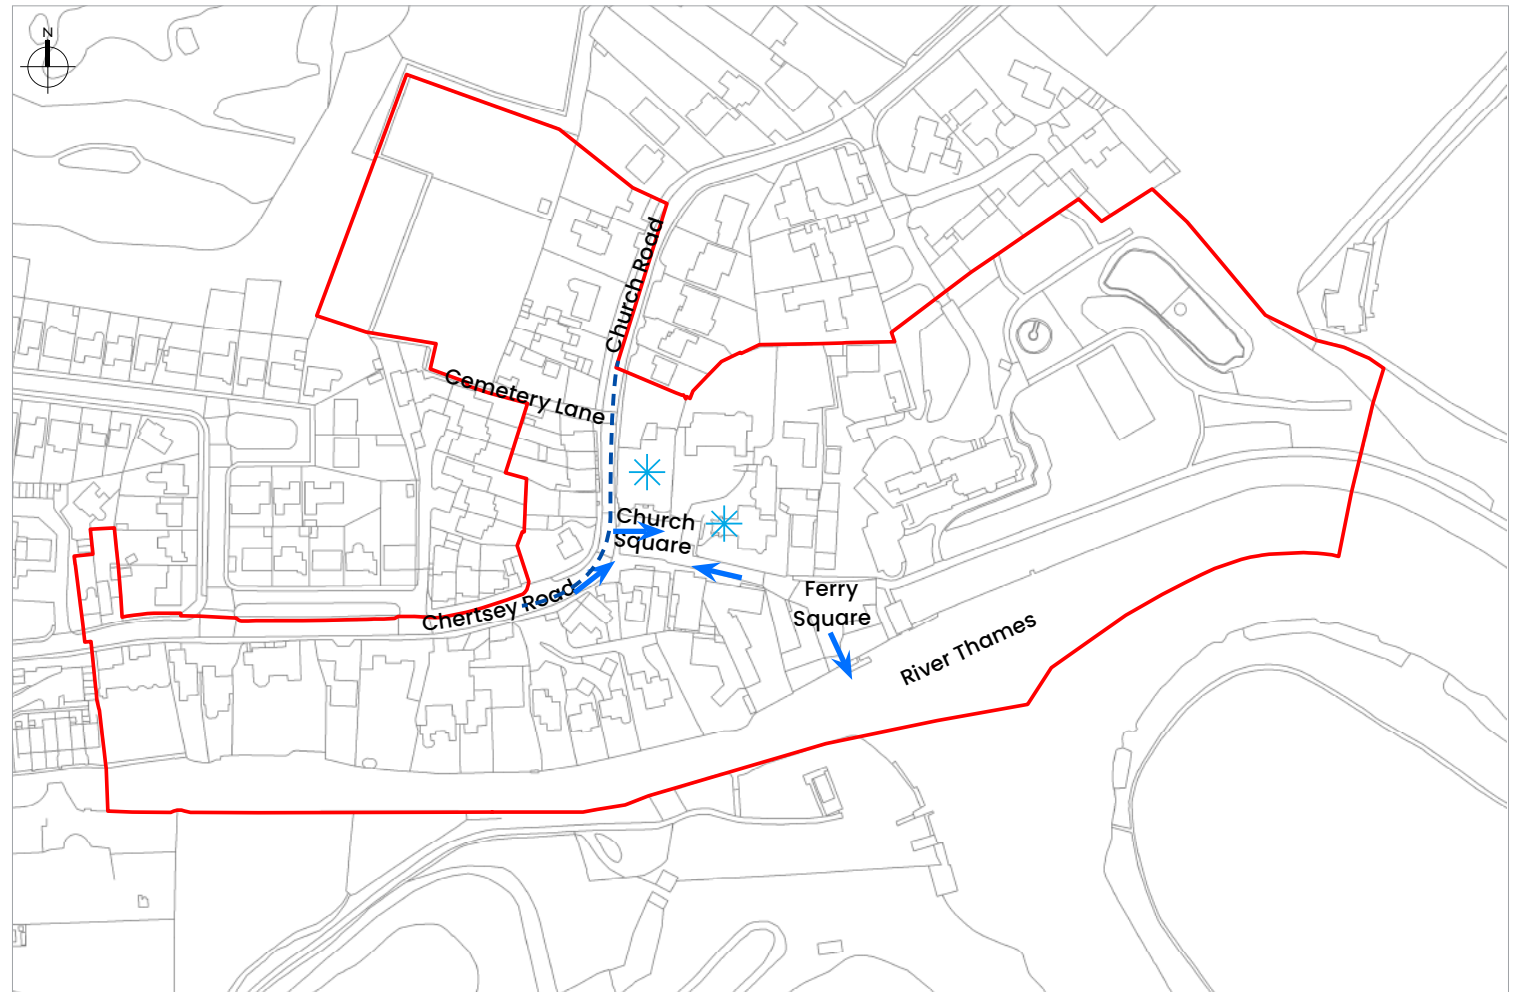 N
Church Road
Cemetery Lane
Church
Square
Chertsey Road
Ferry
Square
River Thames